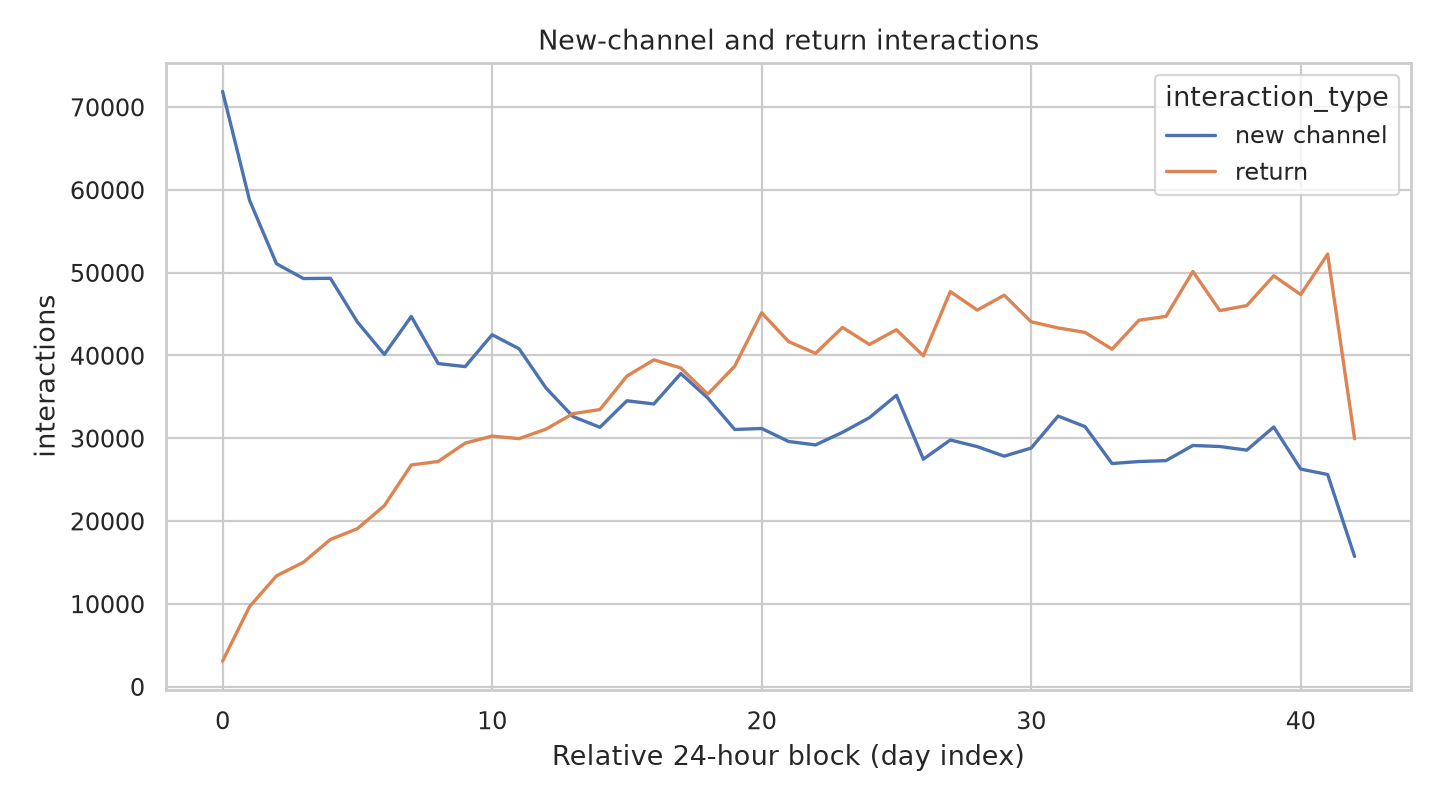 New-channel and return interactions
interaction_type
new channel
return
70000
60000
50000
40000
30000
20000
10000
0
interactions
0 10 20 30 40
Relative 24-hour block (day index)